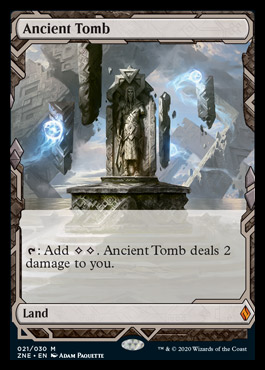 Ancient Tomb
: Add . Ancient Tomb deals 2
damage to you.
Land
021/030 M
ZNE • EN Adam Paquette
™ & © 2020 Wizards of the Coast